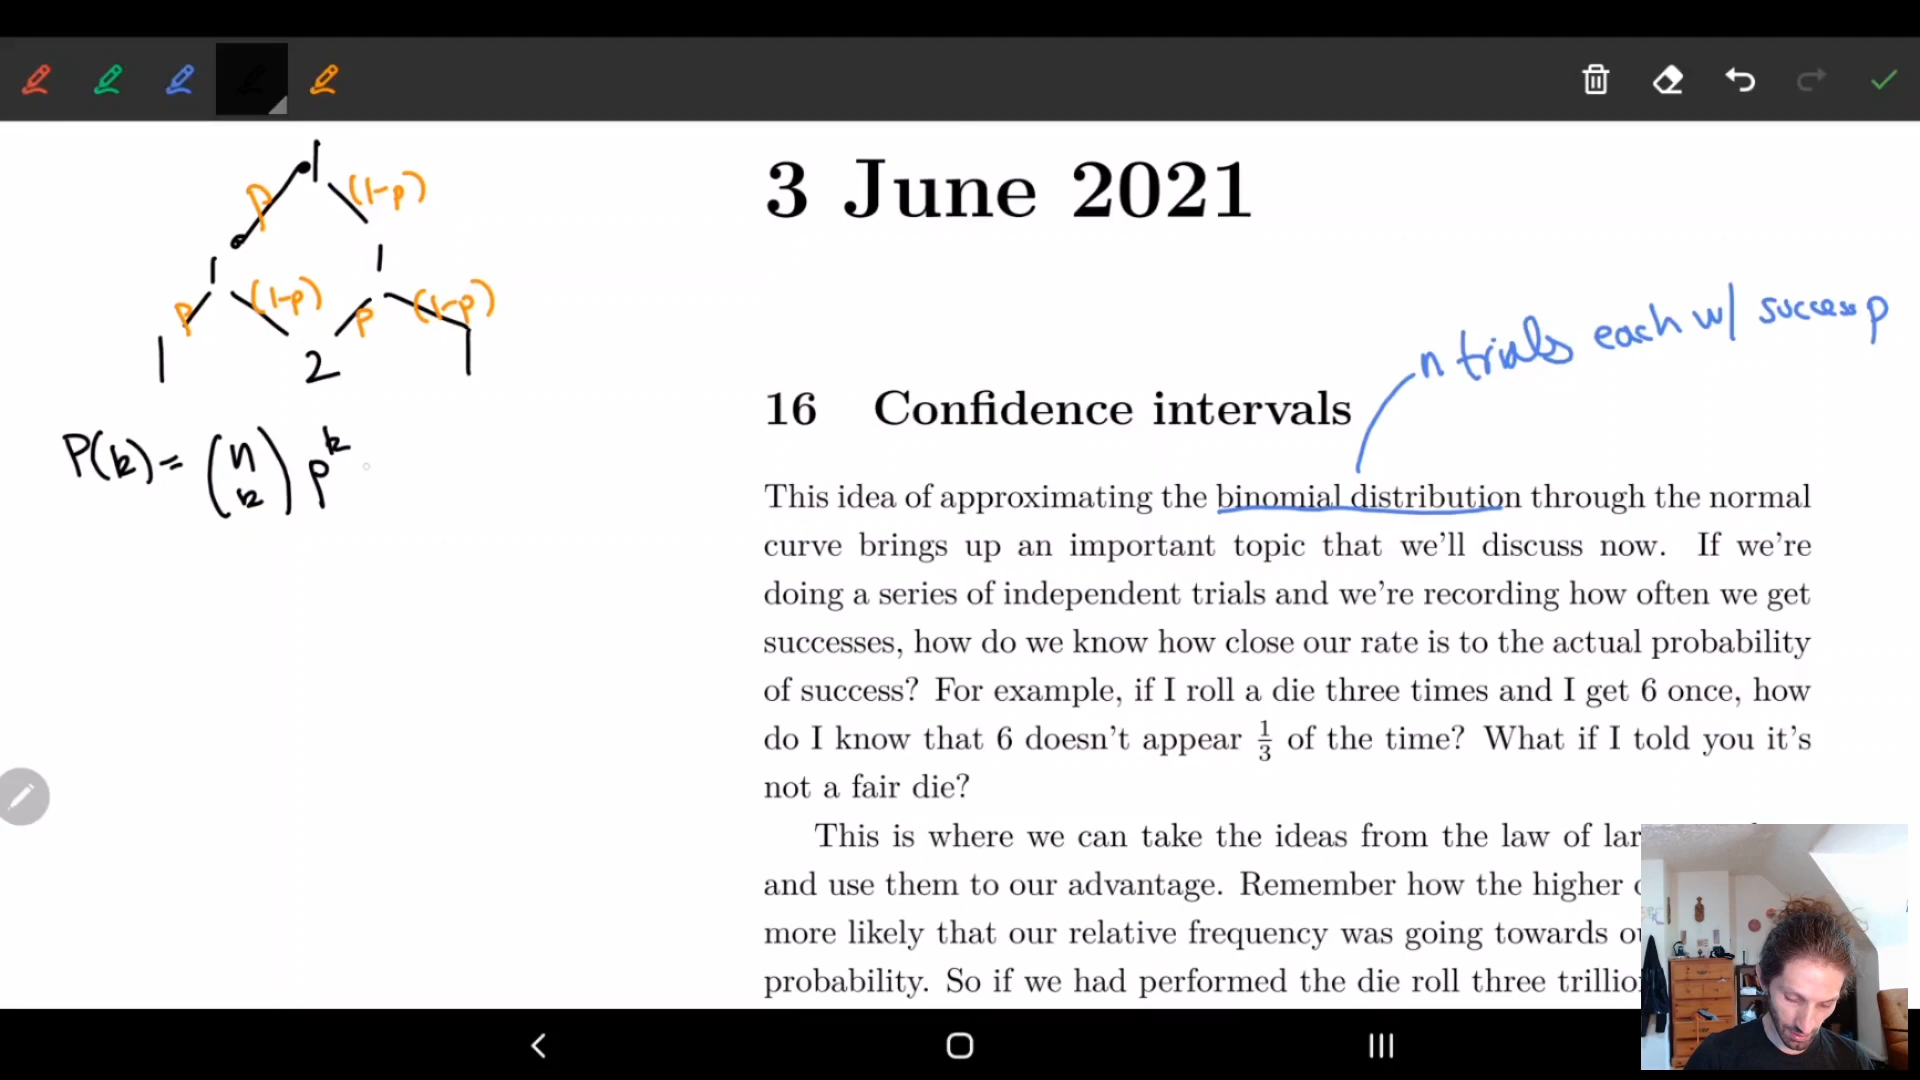 1
p (1-p)
1 1
p (1-p) p (1-p)
1 2 1
P(k) = (n k) p^k
3 June 2021
n trials each w/ success p
16 Confidence intervals
This idea of approximating the binomial distribution through the normal
curve brings up an important topic that we'll discuss now. If we're
doing a series of independent trials and we're recording how often we get
successes, how do we know how close our rate is to the actual probability
of success? For example, if I roll a die three times and I get 6 once, how
do I know that 6 doesn't appear 1/3 of the time? What if I told you it's
not a fair die?
This is where we can take the ideas from the law of lar
and use them to our advantage. Remember how the higher
more likely that our relative frequency was going towards
probability. So if we had performed the die roll three trillio